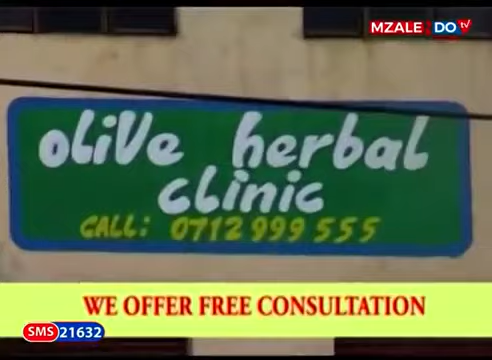 MZALENDO tv
olive herbal
clinic
CALL: 0712 999 555
WE OFFER FREE CONSULTATION
SMS 21632